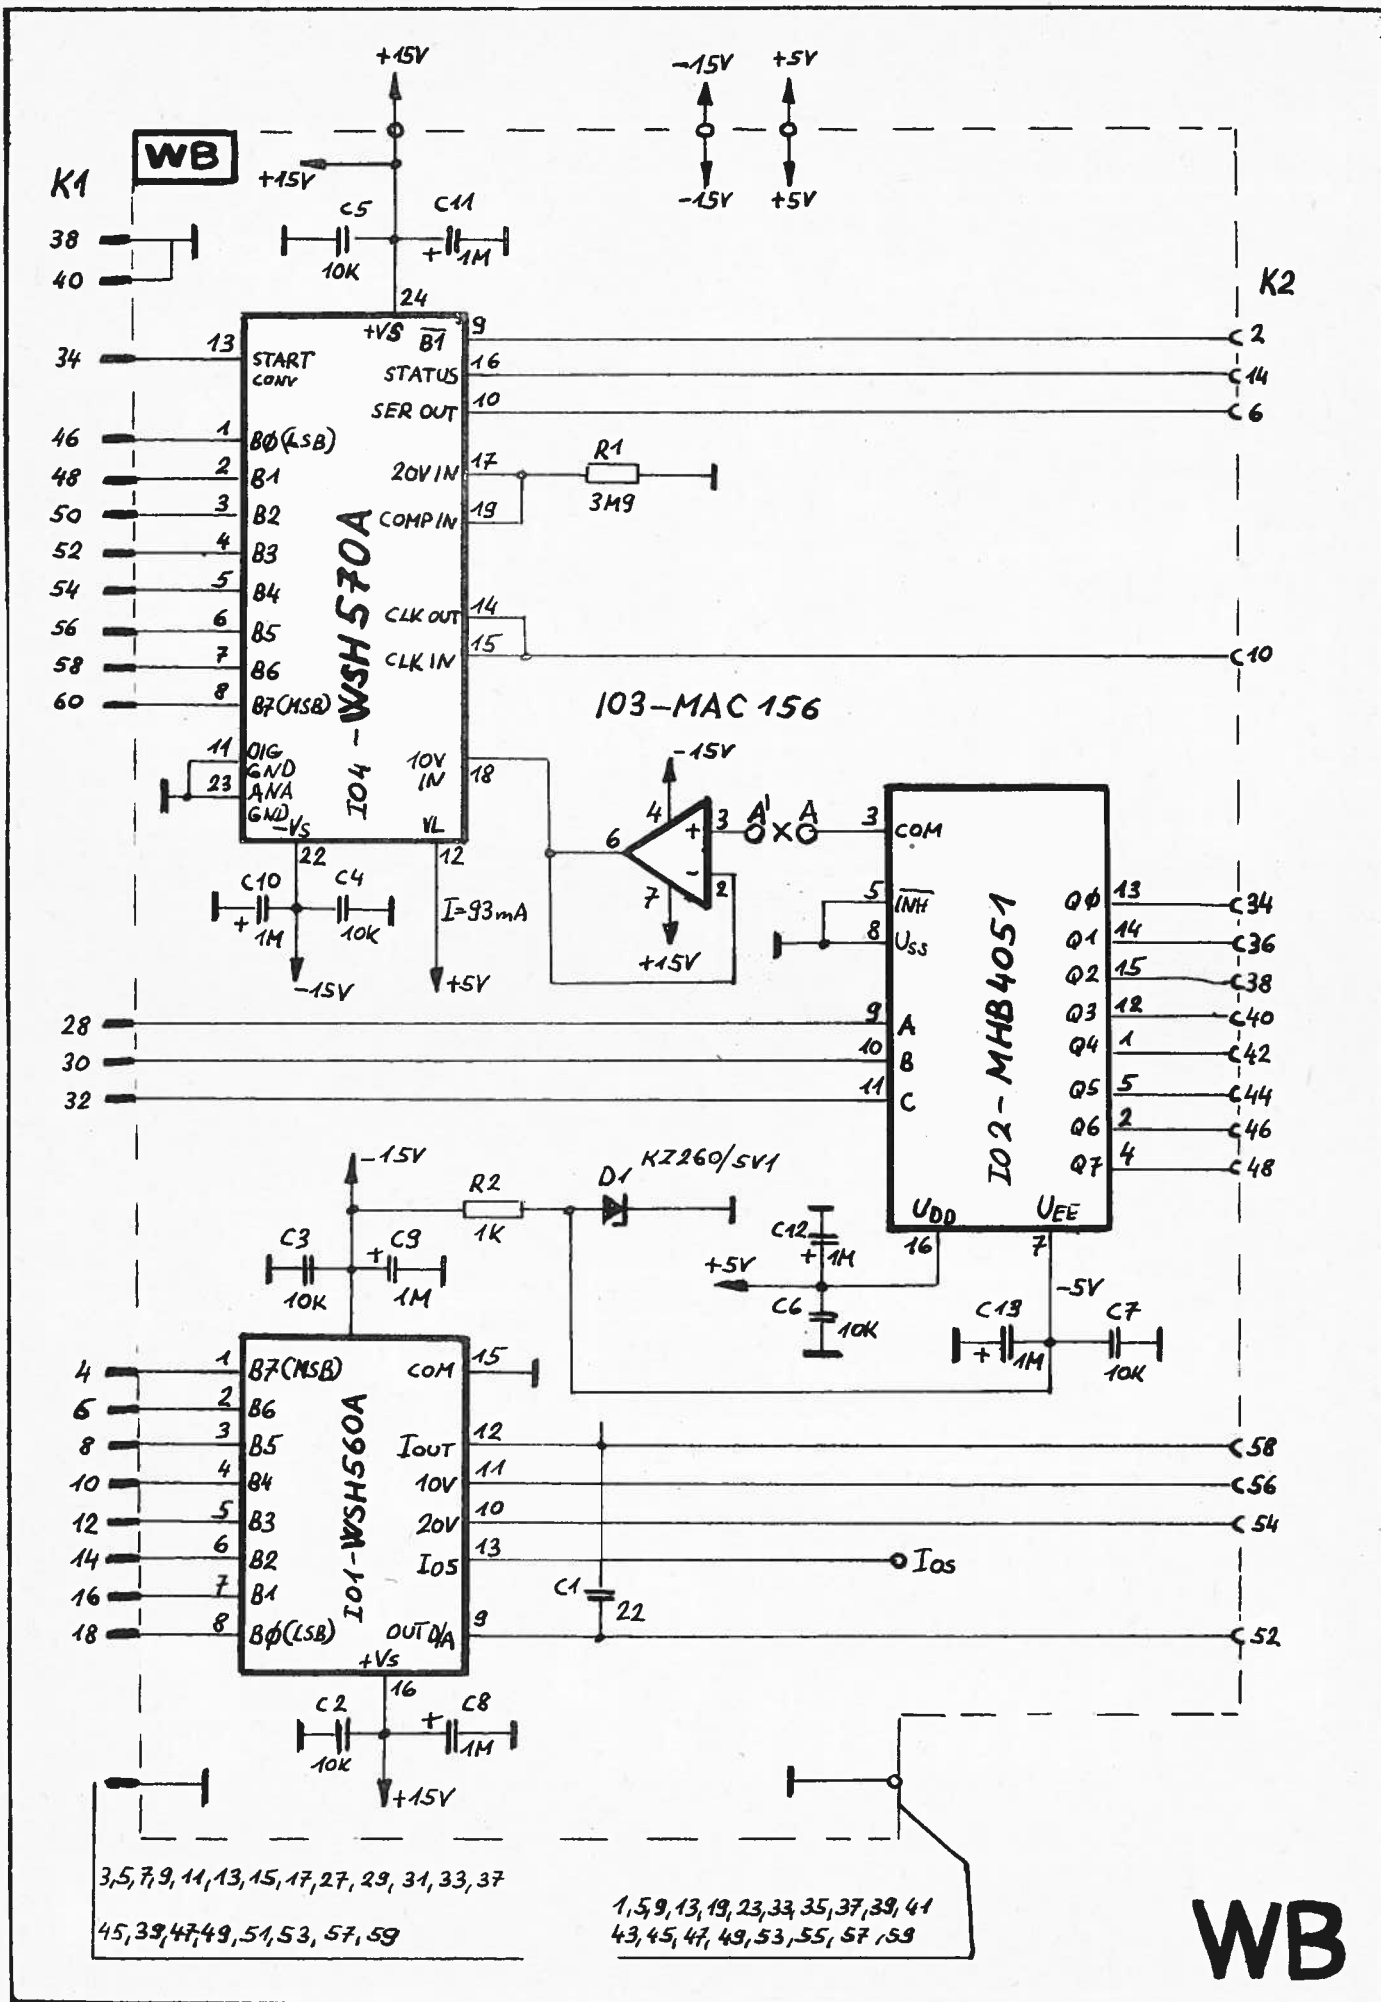 +15V
-15V
+5V
WB
K1
+15V
-15V
+5V
38
40
C5
10K
C11
+
1M
K2
24
+VS
34
13
START
CONV
B1
9
2
STATUS
16
14
SER OUT
10
6
46
1
BØ(LSB)
48
2
B1
50
3
B2
52
4
B3
54
5
B4
56
6
B5
58
7
B6
60
8
B7(MSB)
20V IN
17
R1
3M9
COMP IN
19
CLK OUT
14
CLK IN
15
10
IO4-WSH570A
11
DIG
GND
23
ANA
GND
-VS
22
10V
IN
18
VL
12
IO3-MAC 156
-15V
4
6
+
3
A'
X
A
-
2
7
+15V
C10
+
1M
C4
10K
-15V
I=93mA
+5V
3
COM
5
INH
8
USS
28
9
A
30
10
B
32
11
C
IO2-MHB4051
QØ
13
34
Q1
14
36
Q2
15
38
Q3
12
40
Q4
1
42
Q5
5
44
Q6
2
46
Q7
4
48
UDD
16
UEE
7
-15V
R2
1K
D1
KZ260/5V1
C3
10K
+
C9
1M
C12
+
1M
+5V
C6
10K
-5V
C13
+
1M
C7
10K
4
1
B7(MSB)
6
2
B6
8
3
B5
10
4
B4
12
5
B3
14
6
B2
16
7
B1
18
8
BØ(LSB)
IO1-WSH560A
COM
15
IOUT
12
58
10V
11
56
20V
10
54
IOS
13
IOS
C1
22
OUT D/A
9
52
+VS
16
C2
10K
+
C8
1M
+15V
3,5,7,9,11,13,15,17,27,29,31,33,37
45,39,47,49,51,53,57,59
1,5,9,13,19,23,33,35,37,39,41
43,45,47,49,53,55,57,59
WB